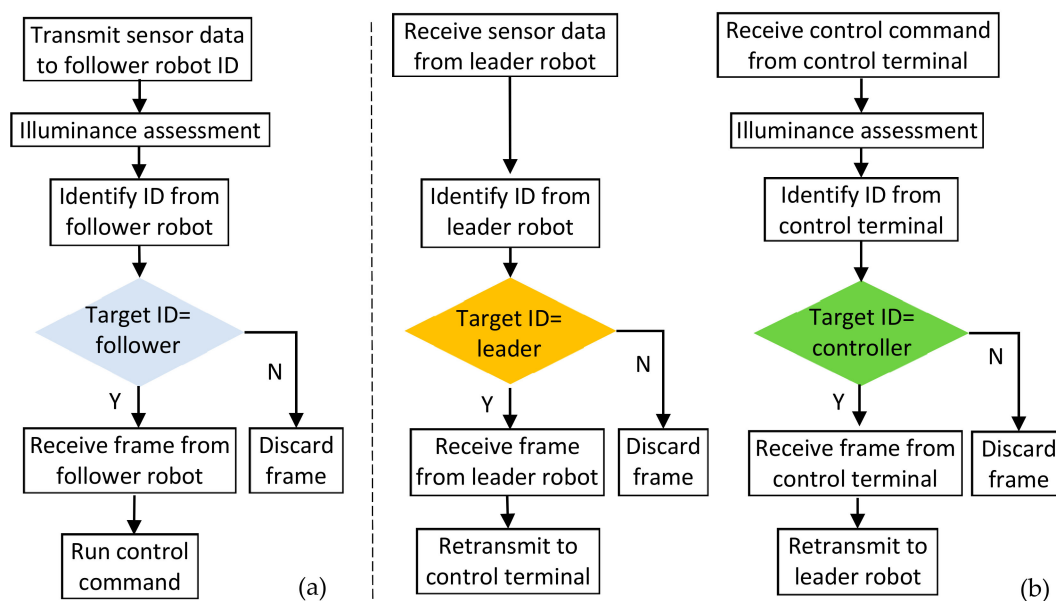 Transmit sensor data
to follower robot ID
Illuminance assessment
Identify ID from
follower robot
Target ID=
follower
N
Y
Receive frame from
follower robot
Discard
frame
Run control
command
(a)
Receive sensor data
from leader robot
Identify ID from
leader robot
Target ID=
leader
N
Y
Receive frame
from leader robot
Discard
frame
Retransmit to
control terminal
Receive control command
from control terminal
Illuminance assessment
Identify ID from
control terminal
Target ID=
controller
N
Y
Receive frame from
control terminal
Discard
frame
Retransmit to
leader robot
(b)